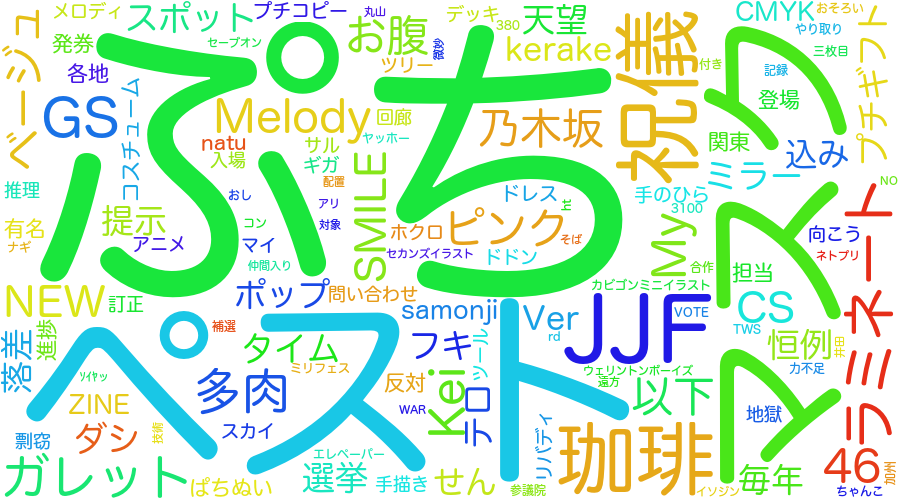 メロディ
スポット
プチコピー
丸山
お腹
デッキ
380
天望
CMYK
おそろい
やり取り
ベージュ
発券
セーブオン
微妙
ツリー
kerake
祝儀
付き
三枚目
プチギフト
各地
GS
コスチューム
Melody
回廊
乃木坂
記録
登場
ぷち
natu
入場
サル
ギガ
ヤッホー
関東
込み
推理
配置
SMILE
ドレス
手のひら
ミラー
NO
有名
ナギ
提示
おし
アリ
コン
対象
ht
3100
アニメ
マイ
ホクロ
ピンク
そば
My
向こう
仲間入り
セカンズイラスト
ドドン
合作
ネトプリ
NEW
訂正
ポップ
問い合わせ
カビゴンミニイラスト
担当
ラミネート
補選
samonji
Ver
JJF
VOTE
CS
TWS
クスマ
落差
進捗
ペスト
タイム
フキ
ツール
rd
恒例
井田
ミリフェス
ウェリントンボーイズ
遠方
力不足
ソイヤッ
多肉
反対
Kei
以下
ZINE
WAR
テロ
地獄
剽窃
ダシ
技術
スカイ
リバディ
珈琲
46
加州
エレペーパー
ガレット
ぱちぬい
選挙
手描き
せん
参議院
毎年
イソジン
ちゃんこ